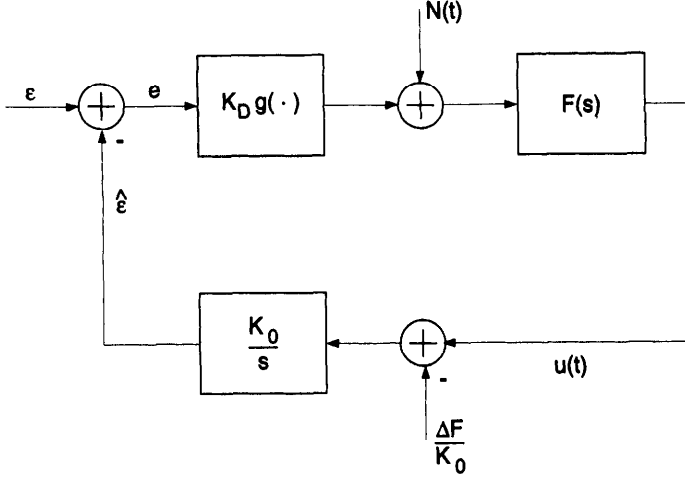 N(t)
ε
+
e
K_D g(·)
+
F(s)
-
ε̂
K_0
s
+
u(t)
-
ΔF
K_0